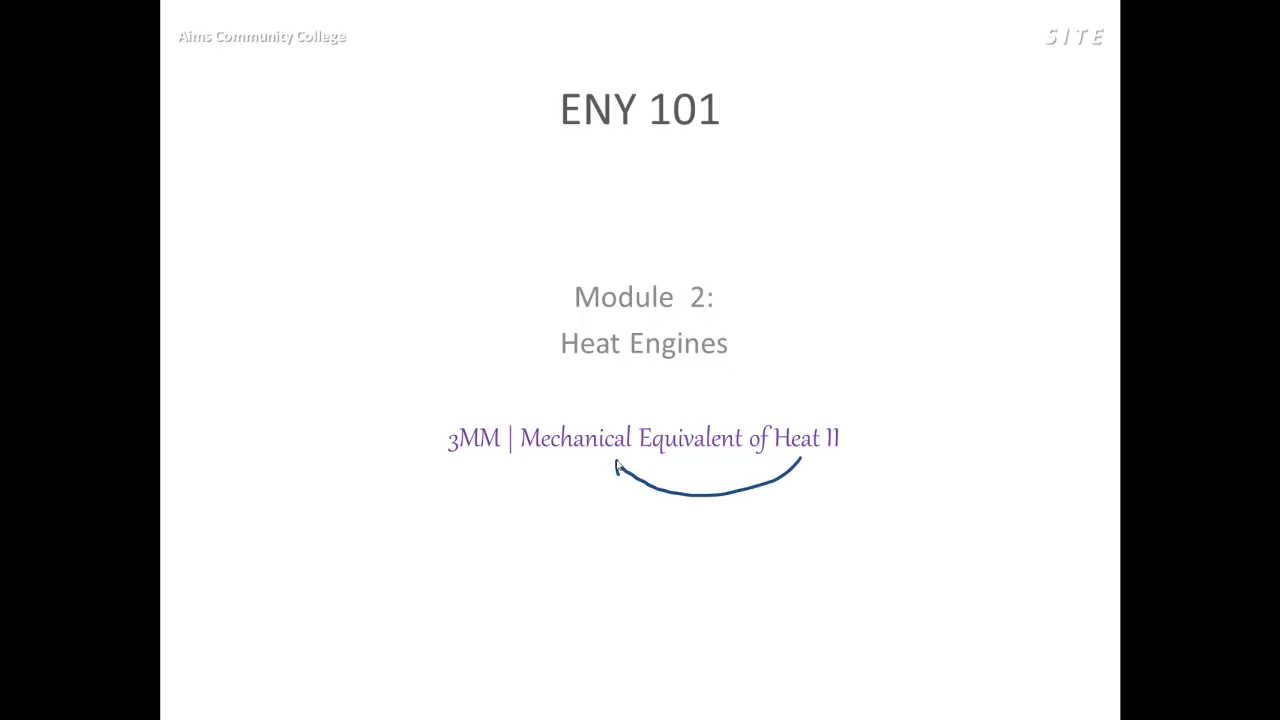 Aims Community College
SITE
ENY 101
Module 2:
Heat Engines
3MM | Mechanical Equivalent of Heat II